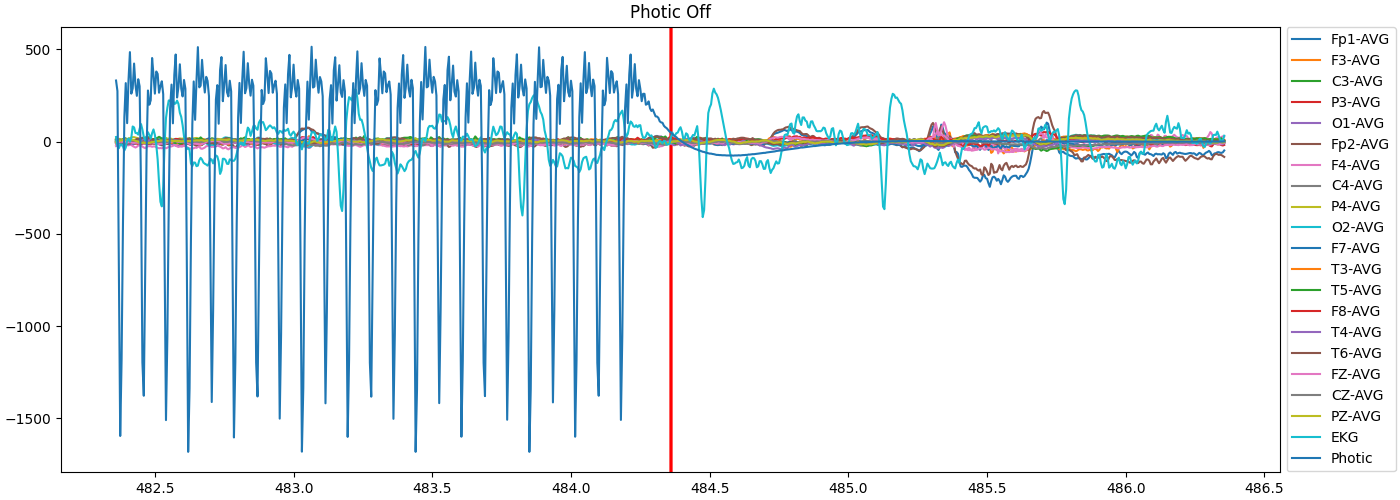 Photic Off
500
0
−500
−1000
−1500
482.5 483.0 483.5 484.0 484.5 485.0 485.5 486.0 486.5
Fp1-AVG
F3-AVG
C3-AVG
P3-AVG
O1-AVG
Fp2-AVG
F4-AVG
C4-AVG
P4-AVG
O2-AVG
F7-AVG
T3-AVG
T5-AVG
F8-AVG
T4-AVG
T6-AVG
FZ-AVG
CZ-AVG
PZ-AVG
EKG
Photic